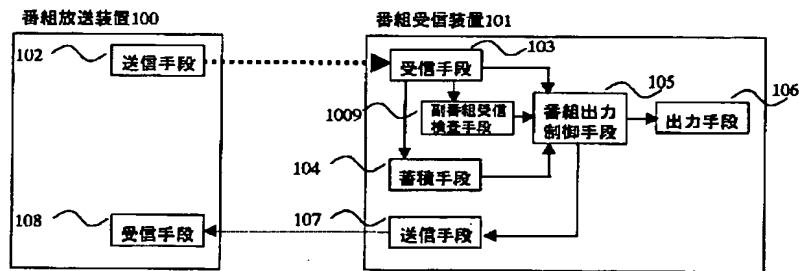 番組放送装置100
番組受信装置101
102
送信手段
103
受信手段
105
106
1009
副番組受信
検査手段
番組出力
制御手段
出力手段
104
蓄積手段
108
受信手段
107
送信手段